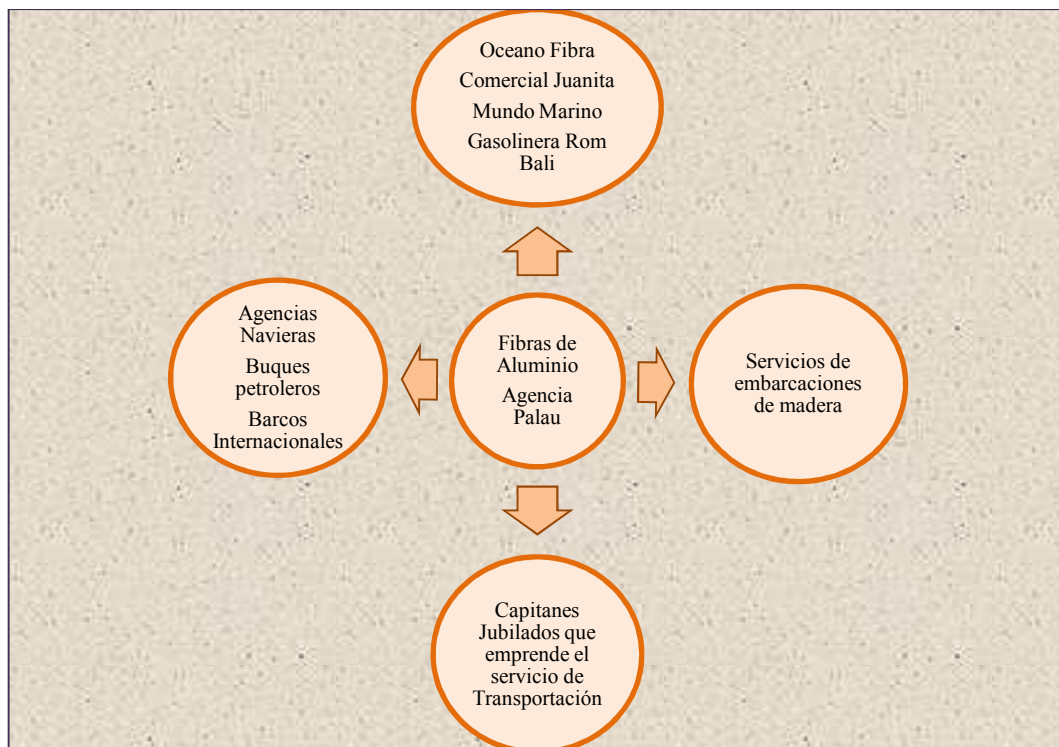 Oceano Fibra
Comercial Juanita
Mundo Marino
Gasolinera Rom
Bali
Agencias
Navieras
Buques
petroleros
Barcos
Internacionales
Fibras de
Aluminio
Agencia
Palau
Servicios de
embarcaciones
de madera
Capitanes
Jubilados que
emprende el
servicio de
Transportación